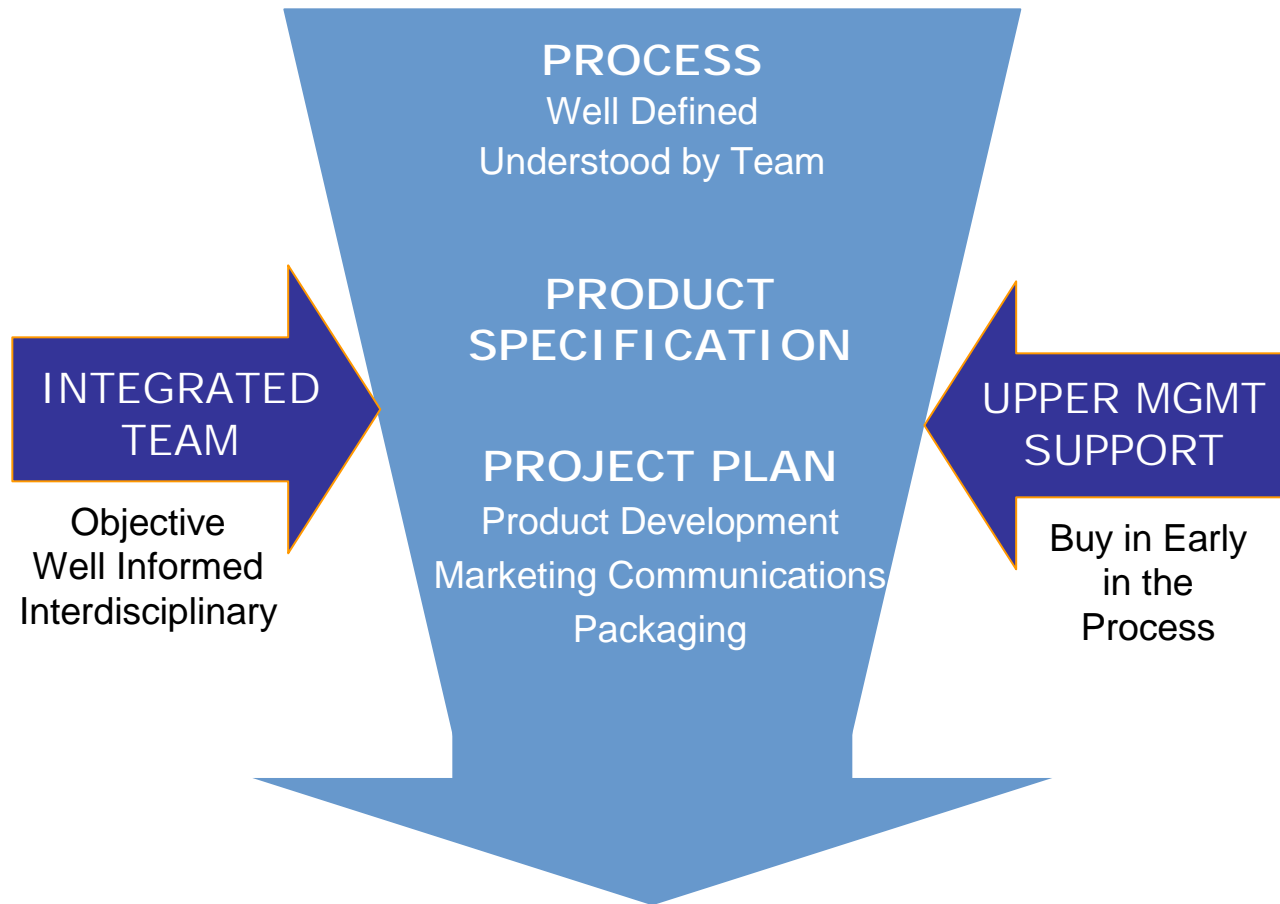 PROCESS
Well Defined
Understood by Team
PRODUCT
SPECIFICATION
INTEGRATED
TEAM
Objective
Well Informed
Interdisciplinary
PROJECT PLAN
Product Development
Marketing Communications
Packaging
UPPER MGMT
SUPPORT
Buy in Early
in the
Process